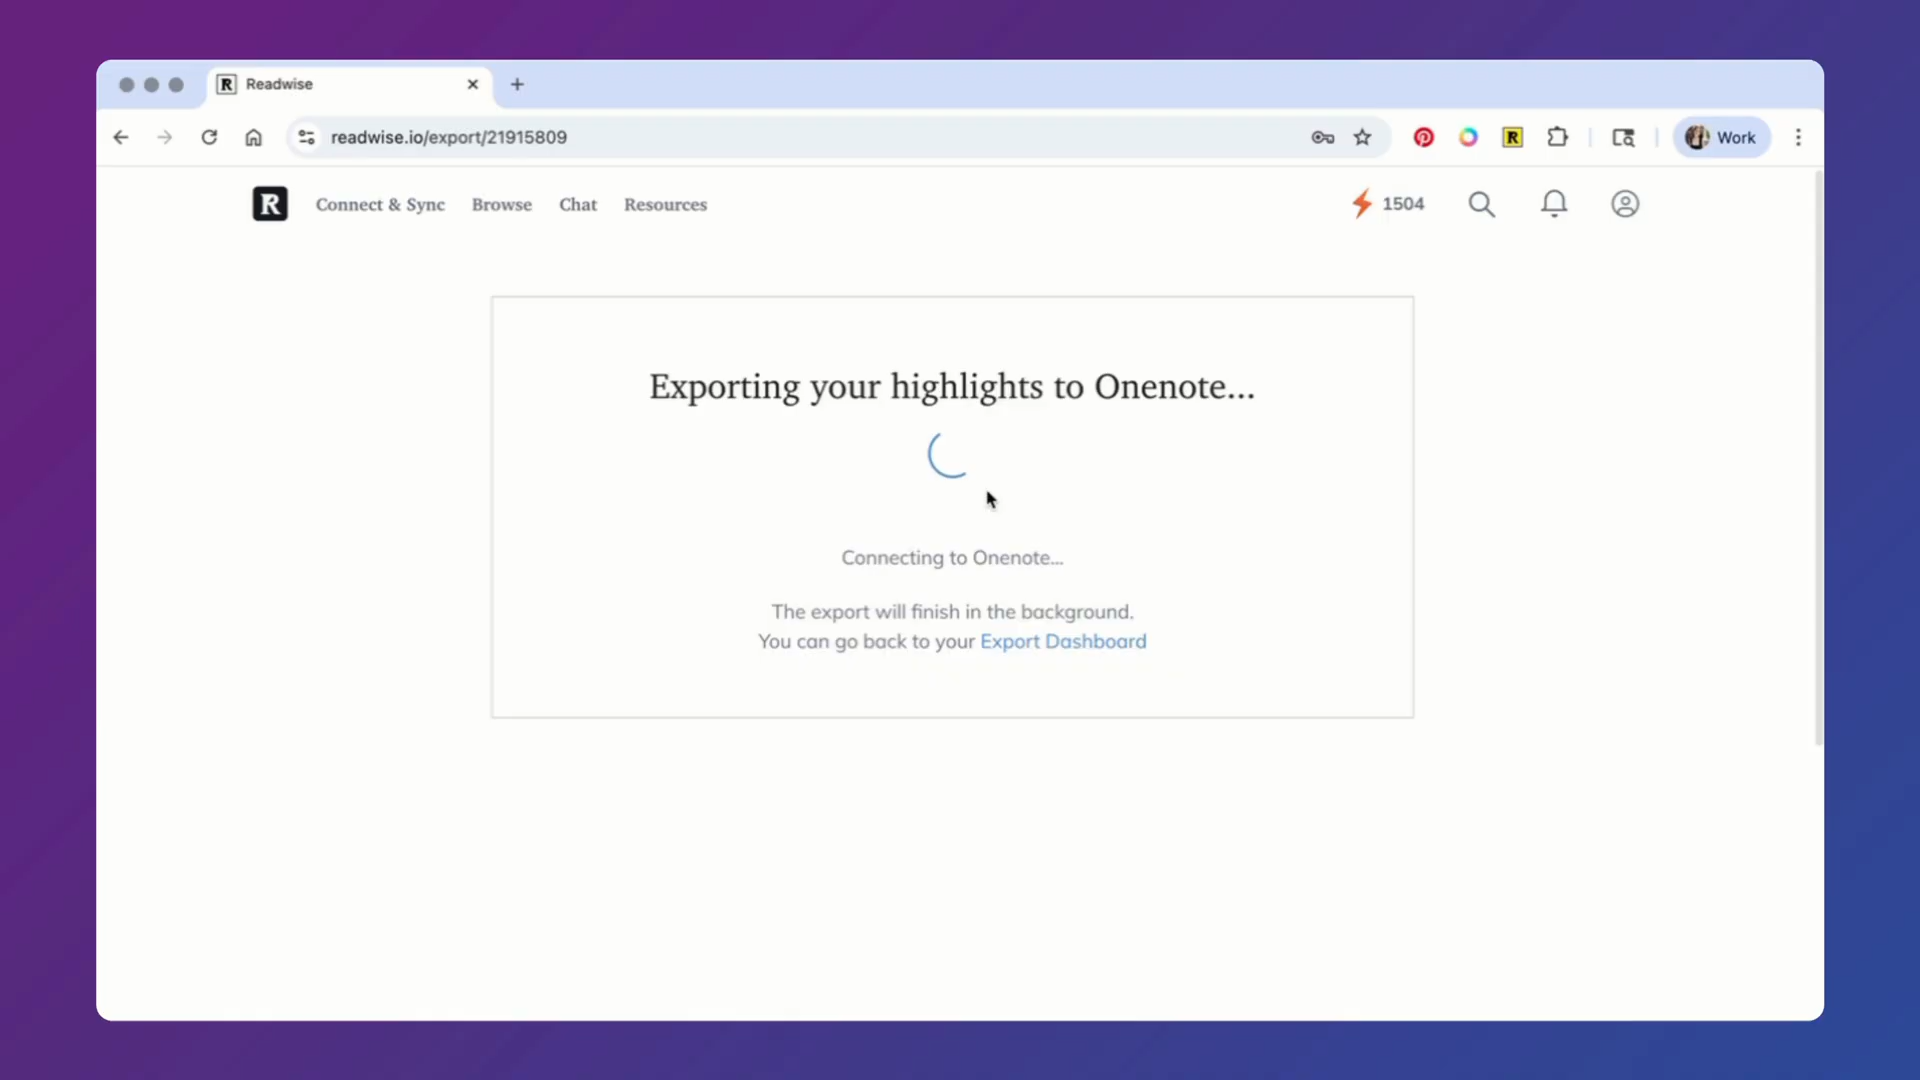 R Readwise
readwise.io/export/21915809
R
Work
R Connect & Sync Browse Chat Resources 1504
Exporting your highlights to Onenote...
Connecting to Onenote...
The export will finish in the background.
You can go back to your Export Dashboard